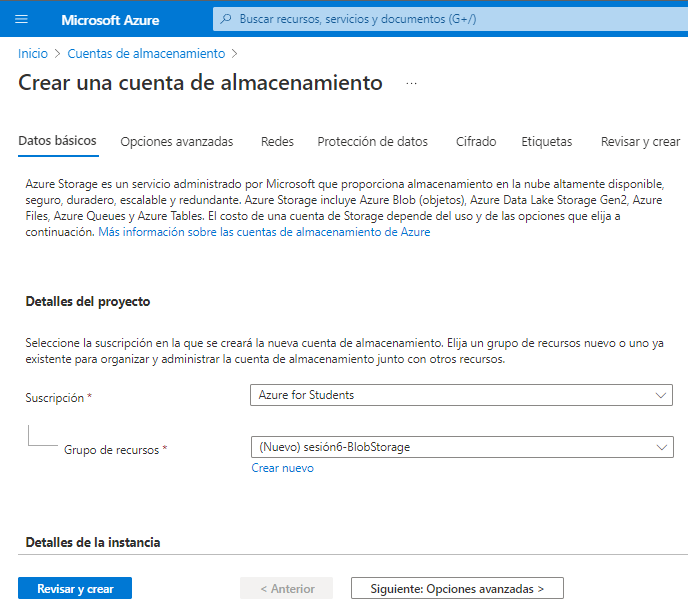 Microsoft Azure
Buscar recursos, servicios y documentos (G+/)
Inicio > Cuentas de almacenamiento >
Crear una cuenta de almacenamiento ...
Datos básicos Opciones avanzadas Redes Protección de datos Cifrado Etiquetas Revisar y crear
Azure Storage es un servicio administrado por Microsoft que proporciona almacenamiento en la nube altamente disponible,
seguro, duradero, escalable y redundante. Azure Storage incluye Azure Blob (objetos), Azure Data Lake Storage Gen2, Azure
Files, Azure Queues y Azure Tables. El costo de una cuenta de Storage depende del uso y de las opciones que elija a
continuación. Más información sobre las cuentas de almacenamiento de Azure
Detalles del proyecto
Seleccione la suscripción en la que se creará la nueva cuenta de almacenamiento. Elija un grupo de recursos nuevo o uno ya
existente para organizar y administrar la cuenta de almacenamiento junto con otros recursos.
Suscripción * Azure for Students
Grupo de recursos * (Nuevo) sesión6-BlobStorage
Crear nuevo
Detalles de la instancia
Revisar y crear < Anterior Siguiente: Opciones avanzadas >